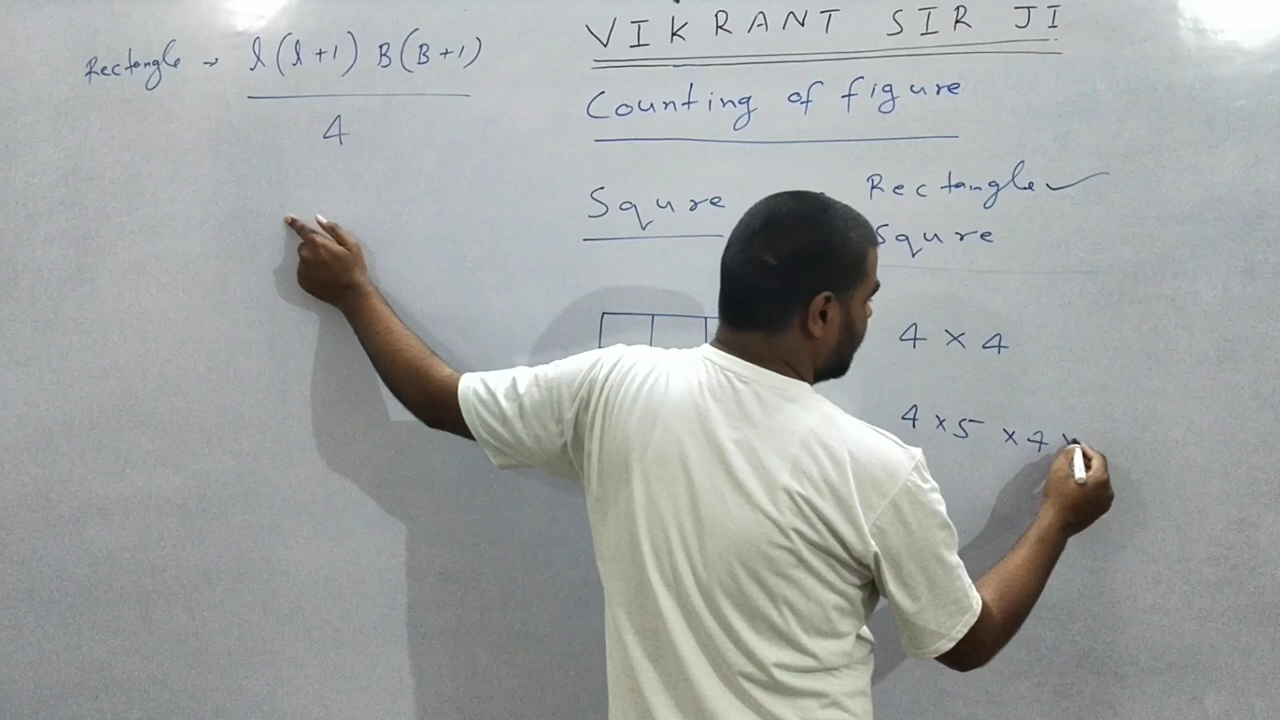 Rectangle → l(l+1) B(B+1)
4
VIKRANT SIR JI
Counting of figure
Squre
Rectangle ✓
Squre
4 × 4
4 × 5 × 4 ×